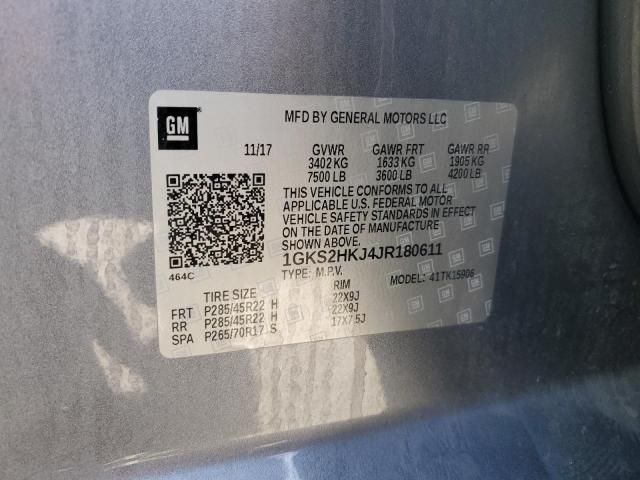 GM
MFD BY GENERAL MOTORS LLC
11/17 GVWR GAWR FRT GAWR RR
3402 KG 1633 KG 1905 KG
7500 LB 3600 LB 4200 LB
THIS VEHICLE CONFORMS TO ALL
APPLICABLE U.S. FEDERAL MOTOR
VEHICLE SAFETY STANDARDS IN EFFECT
ON THE DATE OF MANUFACTURE
SHOWN ABOVE.
464C 1GKS2HKJ4JR180611
TYPE: M.P.V. MODEL: 41TK15906
TIRE SIZE RIM
FRT P285/45R22 H 22X9J
RR P285/45R22 H 22X9J
SPA P265/70R17 S 17X7.5J